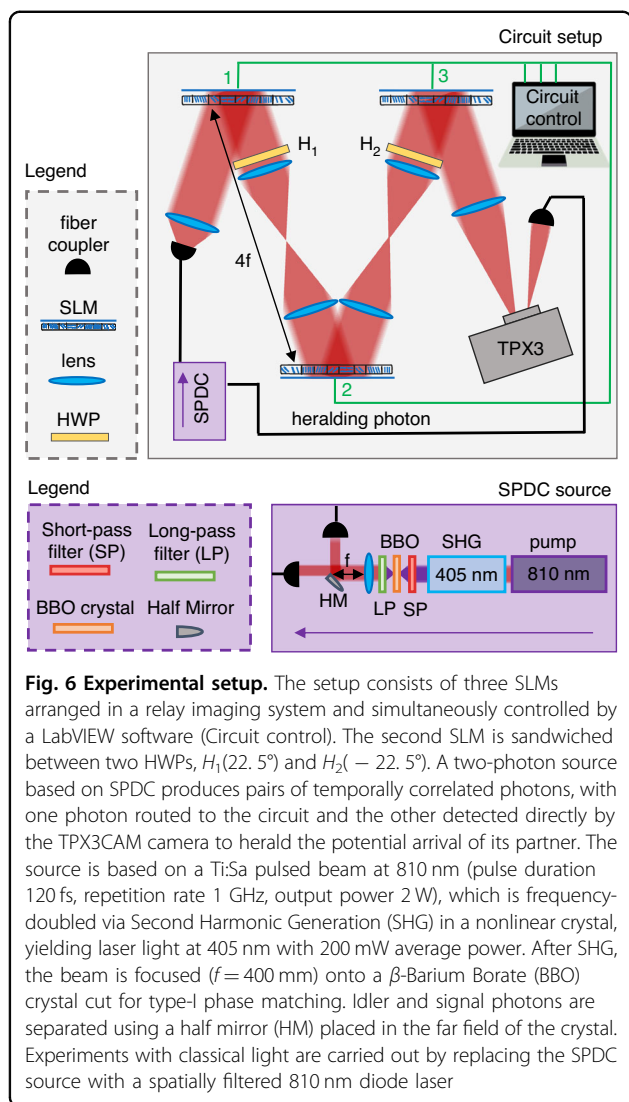 Circuit setup
1
3
Circuit
control
H1
H2
Legend
fiber
coupler
SLM
lens
HWP
4f
TPX3
2
SPDC
heralding photon
Legend
Short-pass
filter (SP)
Long-pass
filter (LP)
BBO crystal
Half Mirror
SPDC source
BBO
SHG
pump
f
405 nm
810 nm
HM
LP
SP
Fig. 6 Experimental setup. The setup consists of three SLMs
arranged in a relay imaging system and simultaneously controlled by
a LabVIEW software (Circuit control). The second SLM is sandwiched
between two HWPs, H1(22. 5°) and H2( − 22. 5°). A two-photon source
based on SPDC produces pairs of temporally correlated photons, with
one photon routed to the circuit and the other detected directly by
the TPX3CAM camera to herald the potential arrival of its partner. The
source is based on a Ti:Sa pulsed beam at 810 nm (pulse duration
120 fs, repetition rate 1 GHz, output power 2 W), which is frequency-
doubled via Second Harmonic Generation (SHG) in a nonlinear crystal,
yielding laser light at 405 nm with 200 mW average power. After SHG,
the beam is focused (f = 400 mm) onto a β-Barium Borate (BBO)
crystal cut for type-I phase matching. Idler and signal photons are
separated using a half mirror (HM) placed in the far field of the crystal.
Experiments with classical light are carried out by replacing the SPDC
source with a spatially filtered 810 nm diode laser